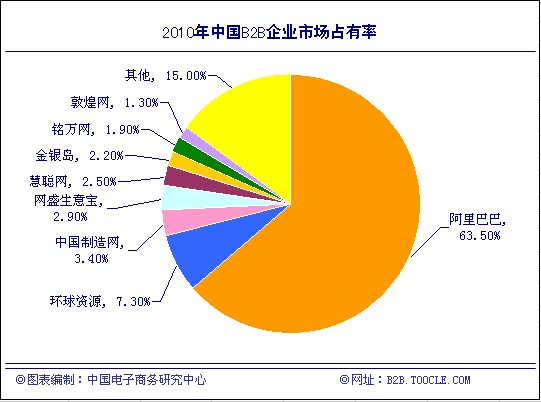 2010年中国B2B企业市场占有率
其他, 15.00%
敦煌网, 1.30%
铭万网, 1.90%
金银岛, 2.20%
慧聪网, 2.50%
网盛生意宝,
2.90%
中国制造网,
3.40%
环球资源, 7.30%
阿里巴巴,
63.50%
©图表编制：中国电子商务研究中心
©网址：B2B.TOOCLE.COM